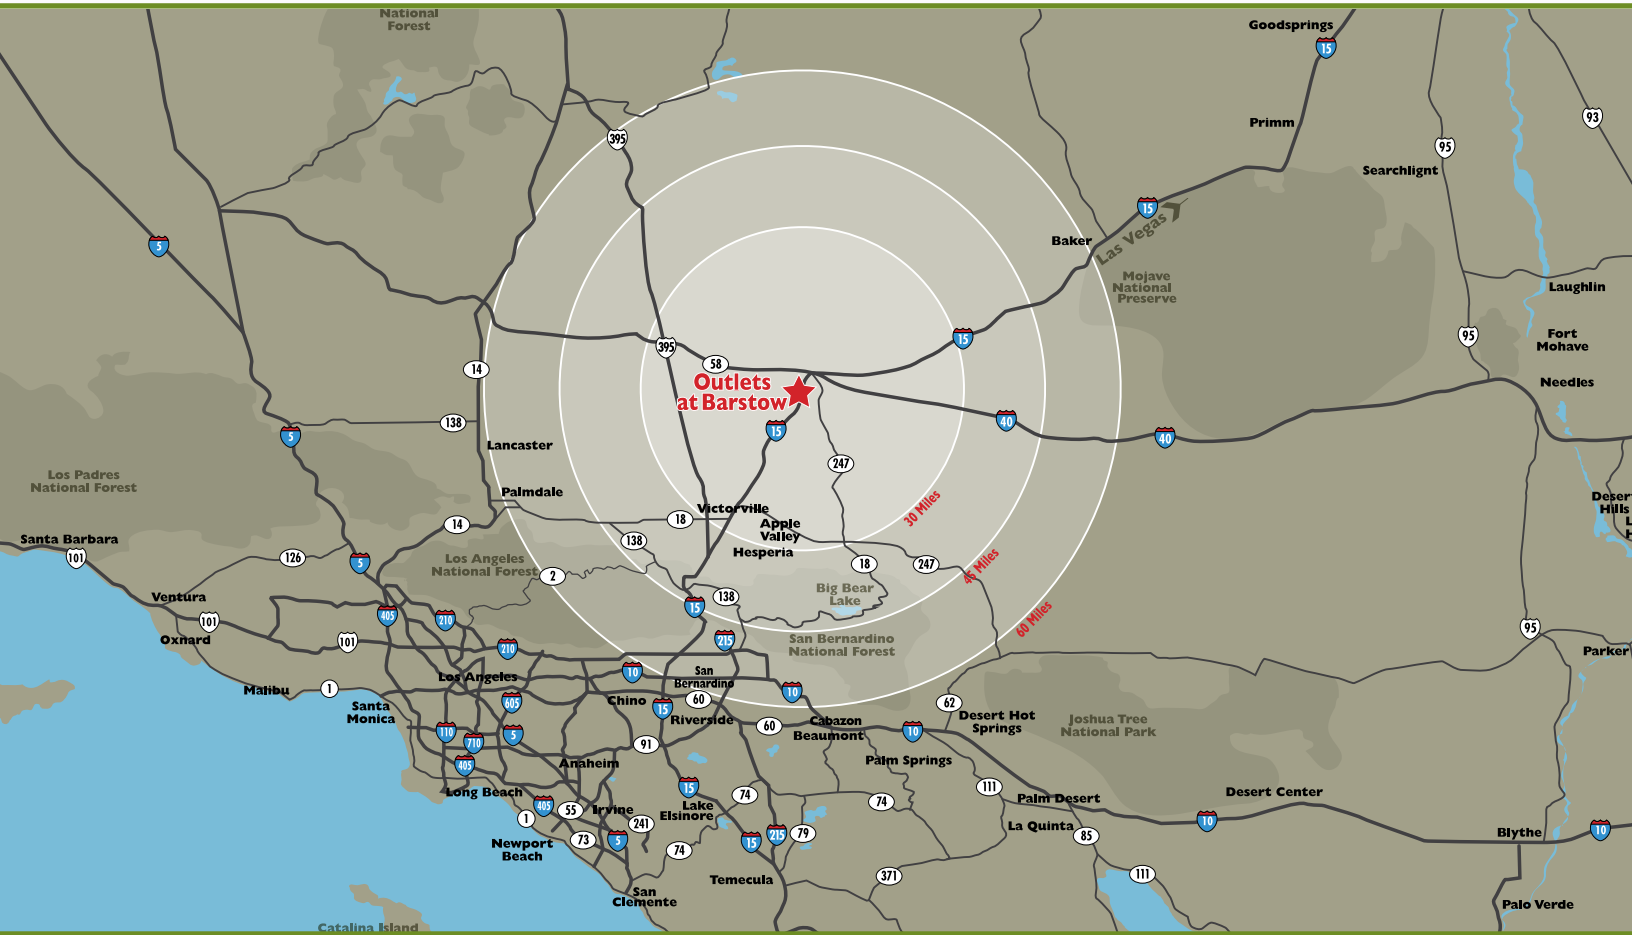 National
Forest
Goodsprings
15
93
395
Primm
95
Searchlignt
15
5
Baker
Las Vegas
Mojave
National
Preserve
Laughlin
395
58
15
95
Fort
Mohave
14
Outlets
at Barstow
Needles
138
5
15
40
40
Lancaster
247
Los Padres
National Forest
Palmdale
30 Miles
Desert
Hills
14
18
Victorville
Apple
Valley
Hesperia
Santa Barbara
101
126
5
Los Angeles
National Forest
2
138
18
247
45 Miles
Ventura
101
Oxnard
405
210
15
138
Big Bear
Lake
60 Miles
101
210
215
San Bernardino
National Forest
95
Parker
Malibu
1
Los Angeles
10
San
Bernardino
10
Santa
Monica
605
Chino
60
15
Riverside
60
Cabazon
Beaumont
62
Desert Hot
Springs
Joshua Tree
National Park
110
710
5
91
10
405
Anaheim
Palm Springs
Long Beach
15
74
74
111
Palm Desert
Desert Center
405
55
Irvine
Lake
Elsinore
1
241
La Quinta
85
10
Newport
Beach
73
5
74
15
215
79
Blythe
10
Temecula
371
111
San
Clemente
Palo Verde
Catalina Island